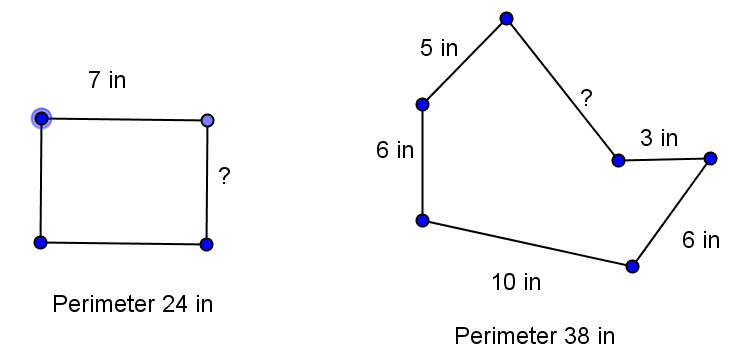 7 in
?
Perimeter 24 in
5 in
?
6 in
3 in
6 in
10 in
Perimeter 38 in